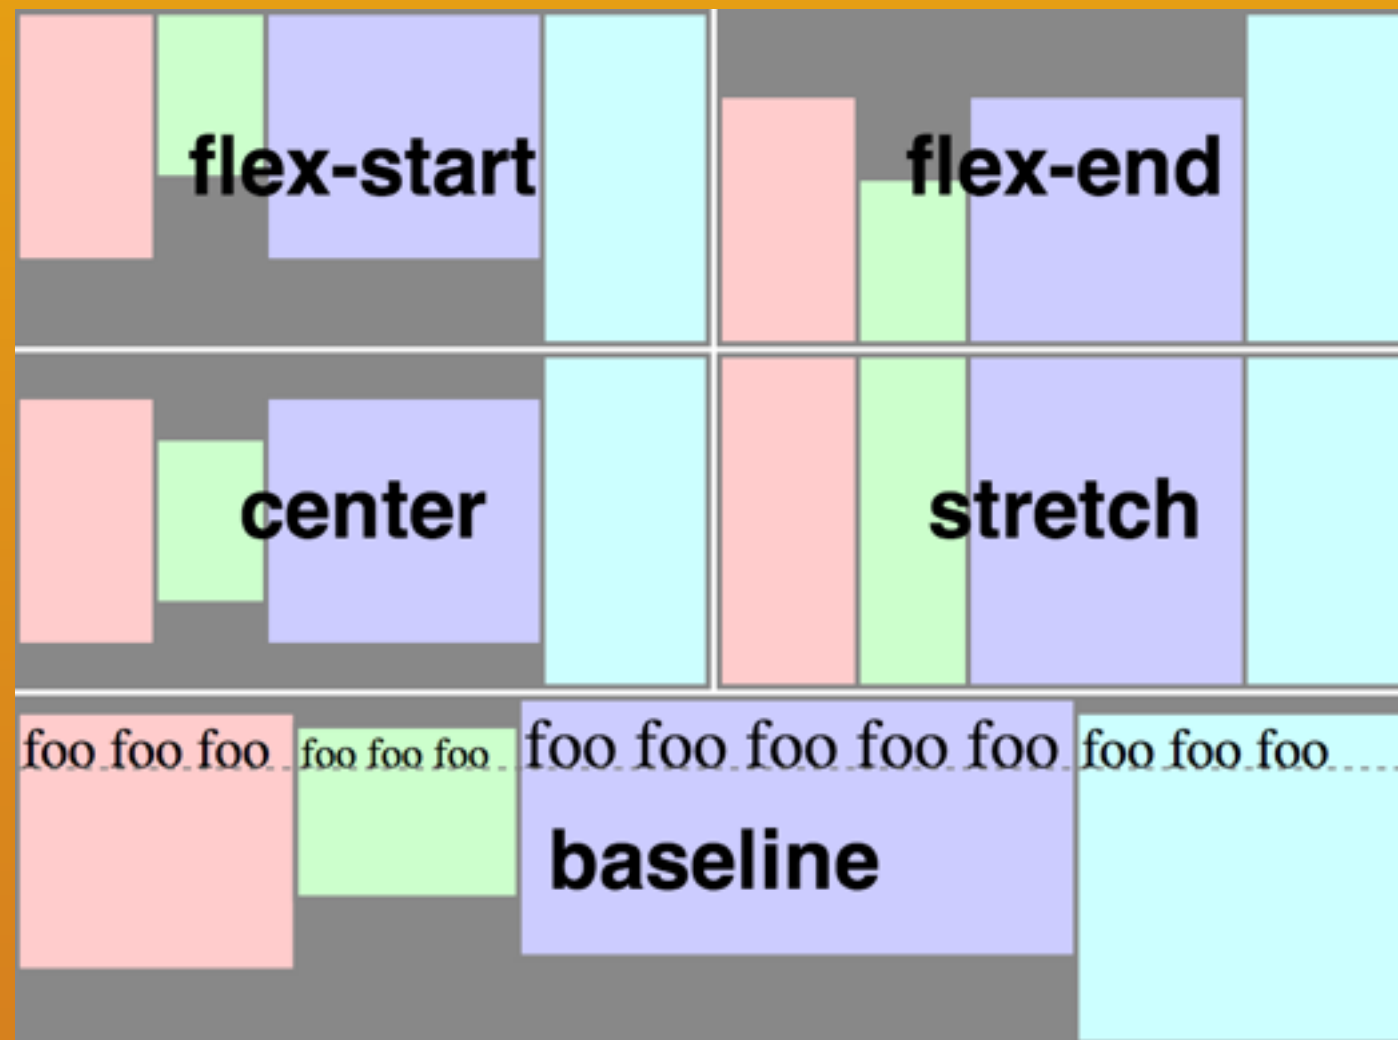 flex-start
flex-end
center
stretch
foo foo foo
foo foo foo
foo foo foo foo foo
foo foo foo
baseline